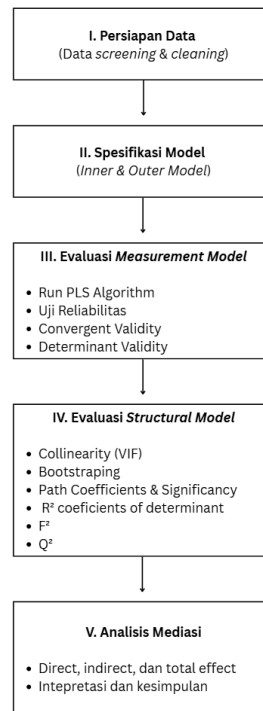 I. Persiapan Data
(Data screening & cleaning)
II. Spesifikasi Model
(Inner & Outer Model)
III. Evaluasi Measurement Model
• Run PLS Algorithm
• Uji Reliabilitas
• Convergent Validity
• Determinant Validity
IV. Evaluasi Structural Model
• Collinearity (VIF)
• Bootstraping
• Path Coefficients & Significancy
• R² coeficients of determinant
• F²
• Q²
V. Analisis Mediasi
• Direct, indirect, dan total effect
• Intepretasi dan kesimpulan